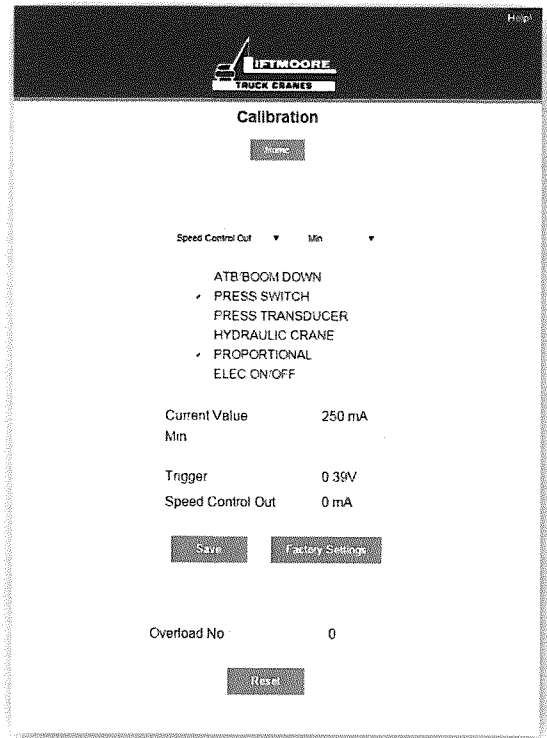 Help!
LIFTMOORE
TRUCK CRANES
Calibration
Home
Speed Control Out ▼ Min ▼
ATB/BOOM DOWN
✓ PRESS SWITCH
PRESS TRANSDUCER
HYDRAULIC CRANE
✓ PROPORTIONAL
ELEC ON/OFF
Current Value 250 mA
Min
Trigger 0.39V
Speed Control Out 0 mA
Save Factory Settings
Overload No 0
Reset